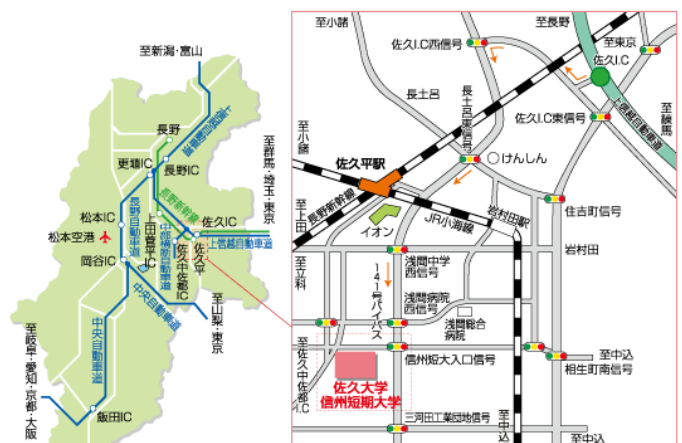 至新潟・富山
上信越自動車道
長野
更埴IC
長野IC
至群馬・埼玉・東京
長野新幹線
長野自動車道
松本IC
松本空港
上田菅平IC
中部横断自動車道
佐久IC
佐久平
佐久中佐都IC
上信越自動車道
岡谷IC
中央自動車道
至山梨・東京
中央自動車道
至岐阜・愛知・京都・大阪
飯田IC
至小諸
至長野
佐久I.C西信号
至東京
佐久I.C
長土呂
長土呂東信号
佐久I.C東信号
上信越自動車道
至練馬
至小諸
けんしん
佐久平駅
長野新幹線
至上田
イオン
JR小海線
岩村田駅
住吉町信号
至立科
浅間中学
西信号
岩村田
141号バイパス
浅間病院
西信号
浅間総合
病院
至佐久中佐都I.C
信州短大入口信号
至中込
相生町南信号
佐久大学
信州短期大学
三河田工業団地信号
至中込
至中込